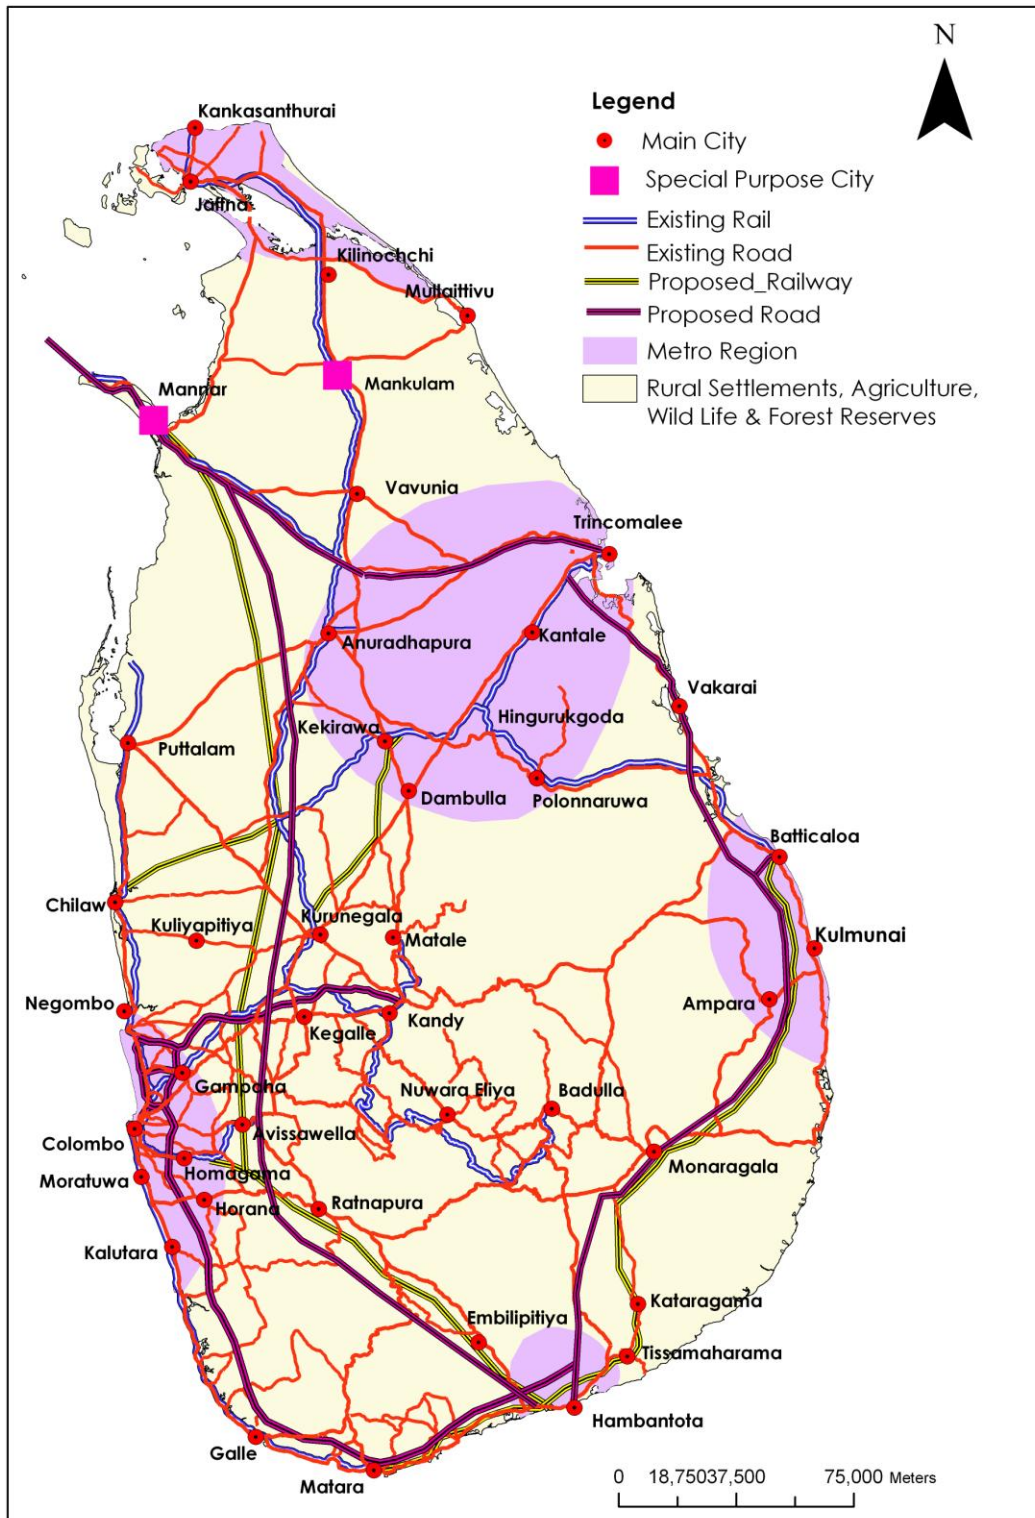 N
Legend
Main City
Special Purpose City
Existing Rail
Existing Road
Proposed_Railway
Proposed Road
Metro Region
Rural Settlements, Agriculture,
Wild Life & Forest Reserves
Kankasanthurai
Jaffna
Kilinochchi
Mullaittivu
Mannar
Mankulam
Vavunia
Trincomalee
Anuradhapura
Kantale
Vakarai
Hingurukgoda
Kekirawa
Puttalam
Dambulla
Polonnaruwa
Batticaloa
Chilaw
Kuliyapitiya
Kurunegala
Matale
Kulmunai
Negombo
Ampara
Kegalle
Kandy
Gampaha
Nuwara Eliya
Badulla
Colombo
Avissawella
Homagama
Monaragala
Moratuwa
Horana
Ratnapura
Kalutara
Kataragama
Embilipitiya
Tissamaharama
Hambantota
Galle
Matara
0 18,75037,500 75,000 Meters